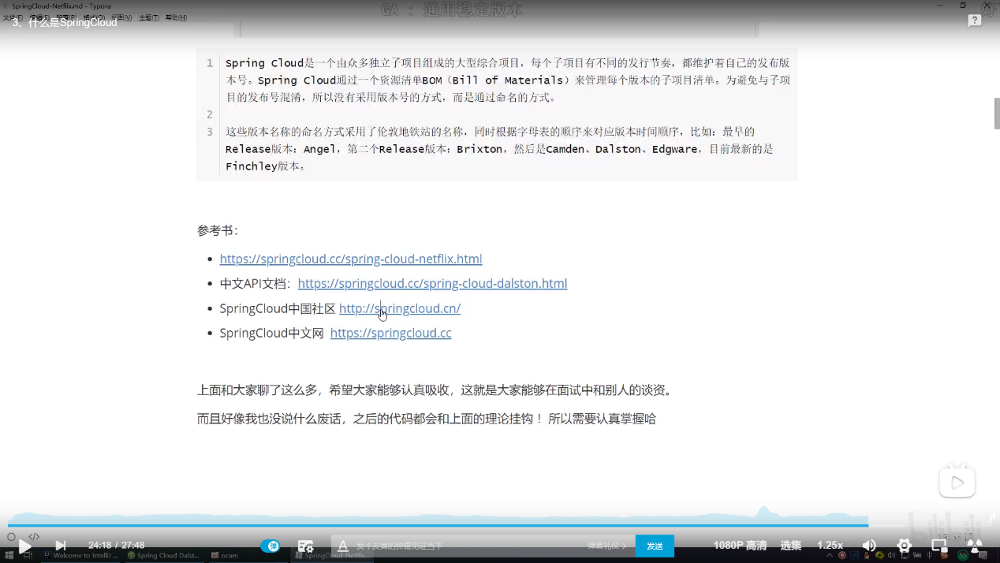 SpringCloud-Netflix.md - Typora
GA : 通用稳定版本
主题(T) 帮助(H)
3、什么是SpringCloud
1 Spring Cloud是一个由众多独立子项目组成的大型综合项目，每个子项目有不同的发行节奏，都维护着自己的发布版
本号。Spring Cloud通过一个资源清单BOM（Bill of Materials）来管理每个版本的子项目清单。为避免与子项
目的发布号混淆，所以没有采用版本号的方式，而是通过命名的方式。
2
3 这些版本名称的命名方式采用了伦敦地铁站的名称，同时根据字母表的顺序来对应版本时间顺序，比如：最早的
Release版本：Angel，第二个Release版本：Brixton，然后是Camden、Dalston、Edgware，目前最新的是
Finchley版本。
参考书：
https://springcloud.cc/spring-cloud-netflix.html
中文API文档：https://springcloud.cc/spring-cloud-dalston.html
SpringCloud中国社区 http://springcloud.cn/
SpringCloud中文网 https://springcloud.cc
上面和大家聊了这么多，希望大家能够认真吸收，这就是大家能够在面试中和别人的谈资。
而且好像我也没说什么废话，之后的代码都会和上面的理论挂钩！所以需要认真掌握哈
24:18 / 27:48
弹
发个友善的弹幕见证当下
弹幕礼仪 >
发送
1080P 高清
选集
1.25x
Welcome to IntelliJ ...
Spring Cloud Dalst...
ocam
SpringCloud-Netflix...
中
55